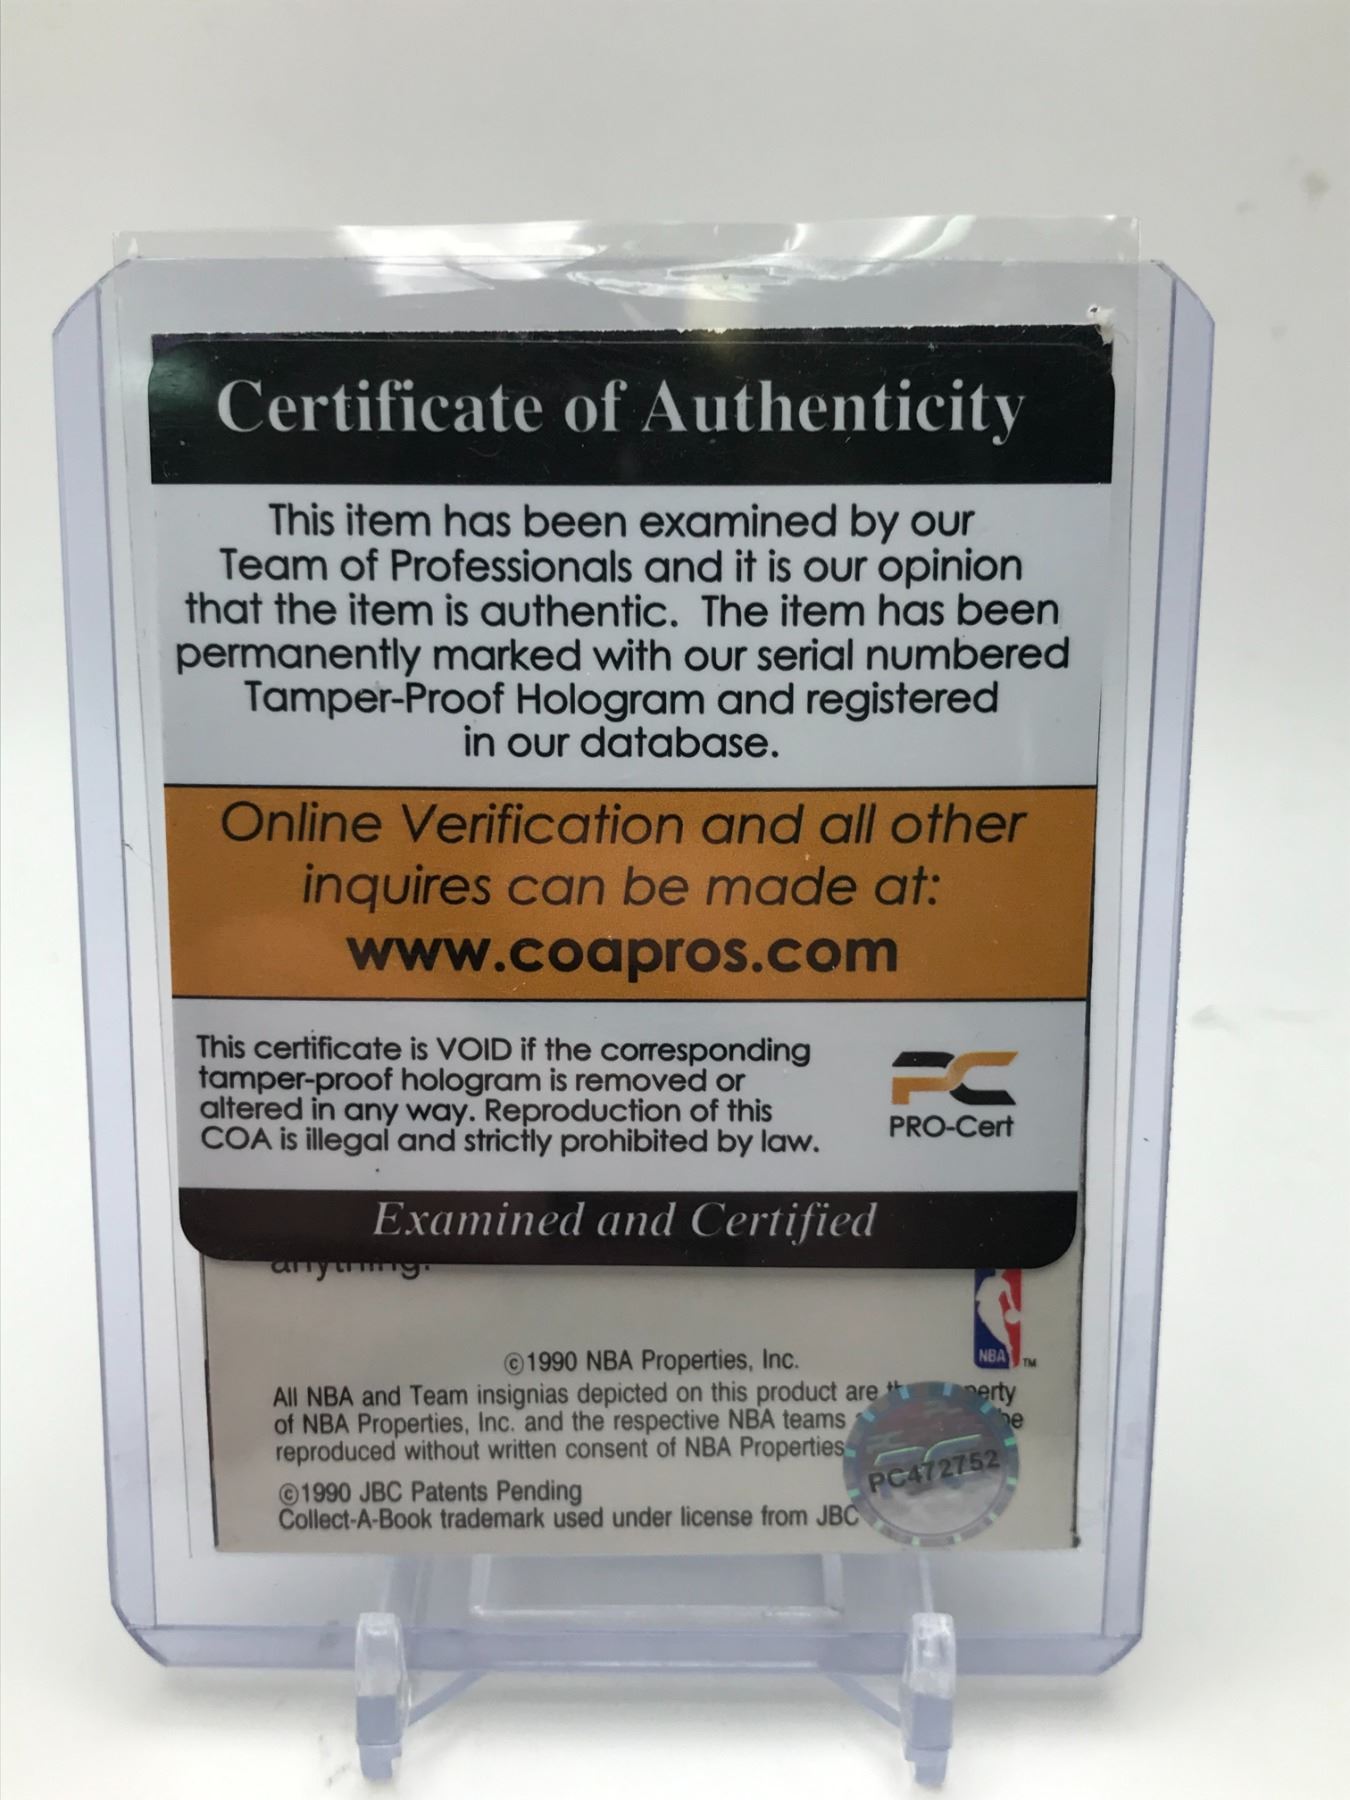 Certificate of Authenticity
This item has been examined by our
Team of Professionals and it is our opinion
that the item is authentic. The item has been
permanently marked with our serial numbered
Tamper-Proof Hologram and registered
in our database.
Online Verification and all other
inquires can be made at:
www.coapros.com
This certificate is VOID if the corresponding
tamper-proof hologram is removed or
altered in any way. Reproduction of this
COA is illegal and strictly prohibited by law.
PC
PRO-Cert
Examined and Certified
anything.
NBA
TM
©1990 NBA Properties, Inc.
All NBA and Team insignias depicted on this product are
of NBA Properties, Inc. and the respective NBA teams
reproduced without written consent of NBA Properties
PC472752
©1990 JBC Patents Pending
Collect-A-Book trademark used under license from JBC